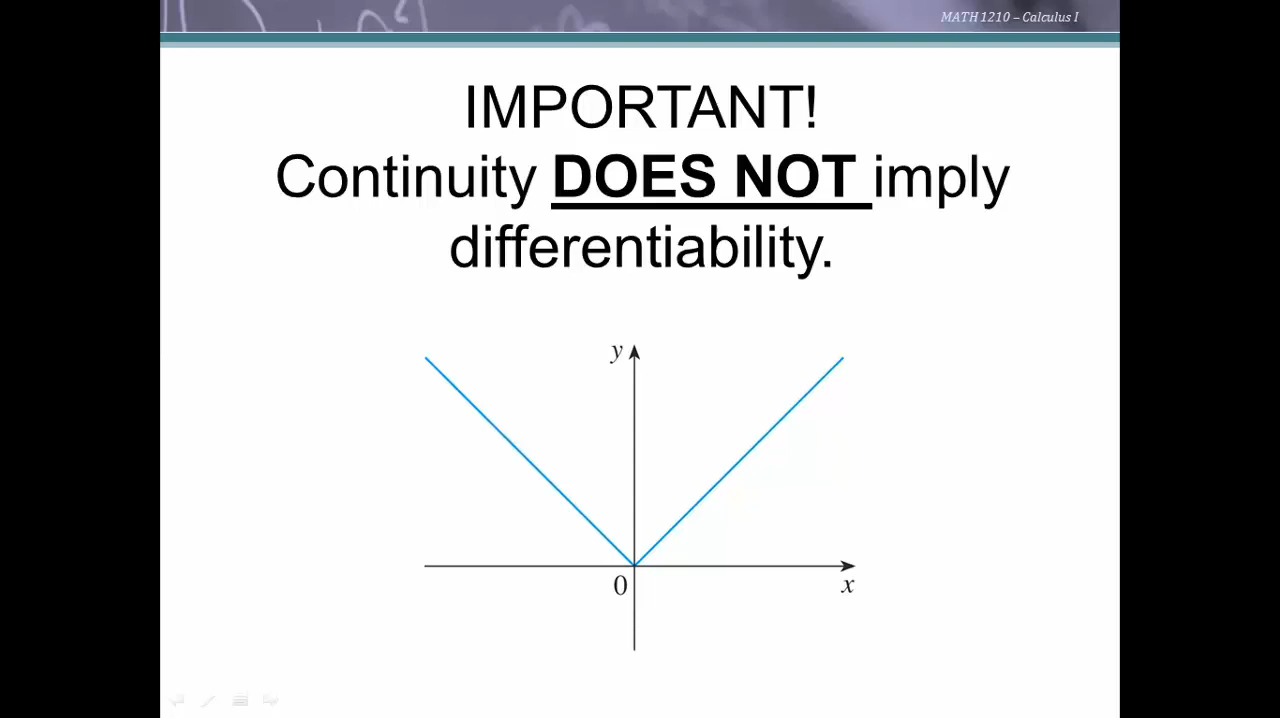 MATH 1210 – Calculus I
IMPORTANT!
Continuity DOES NOT imply
differentiability.
y
0
x